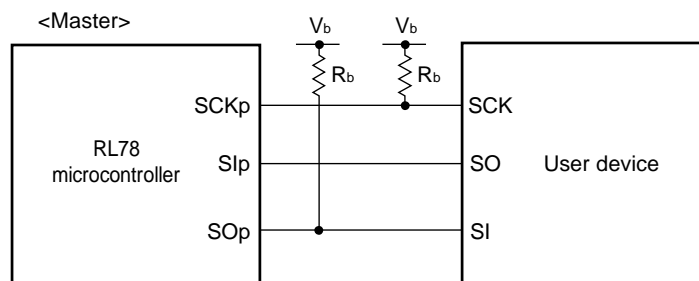 <Master>
Vb
Vb
Rb
Rb
SCKp
SCK
RL78
microcontroller
SIp
SO
User device
SOp
SI